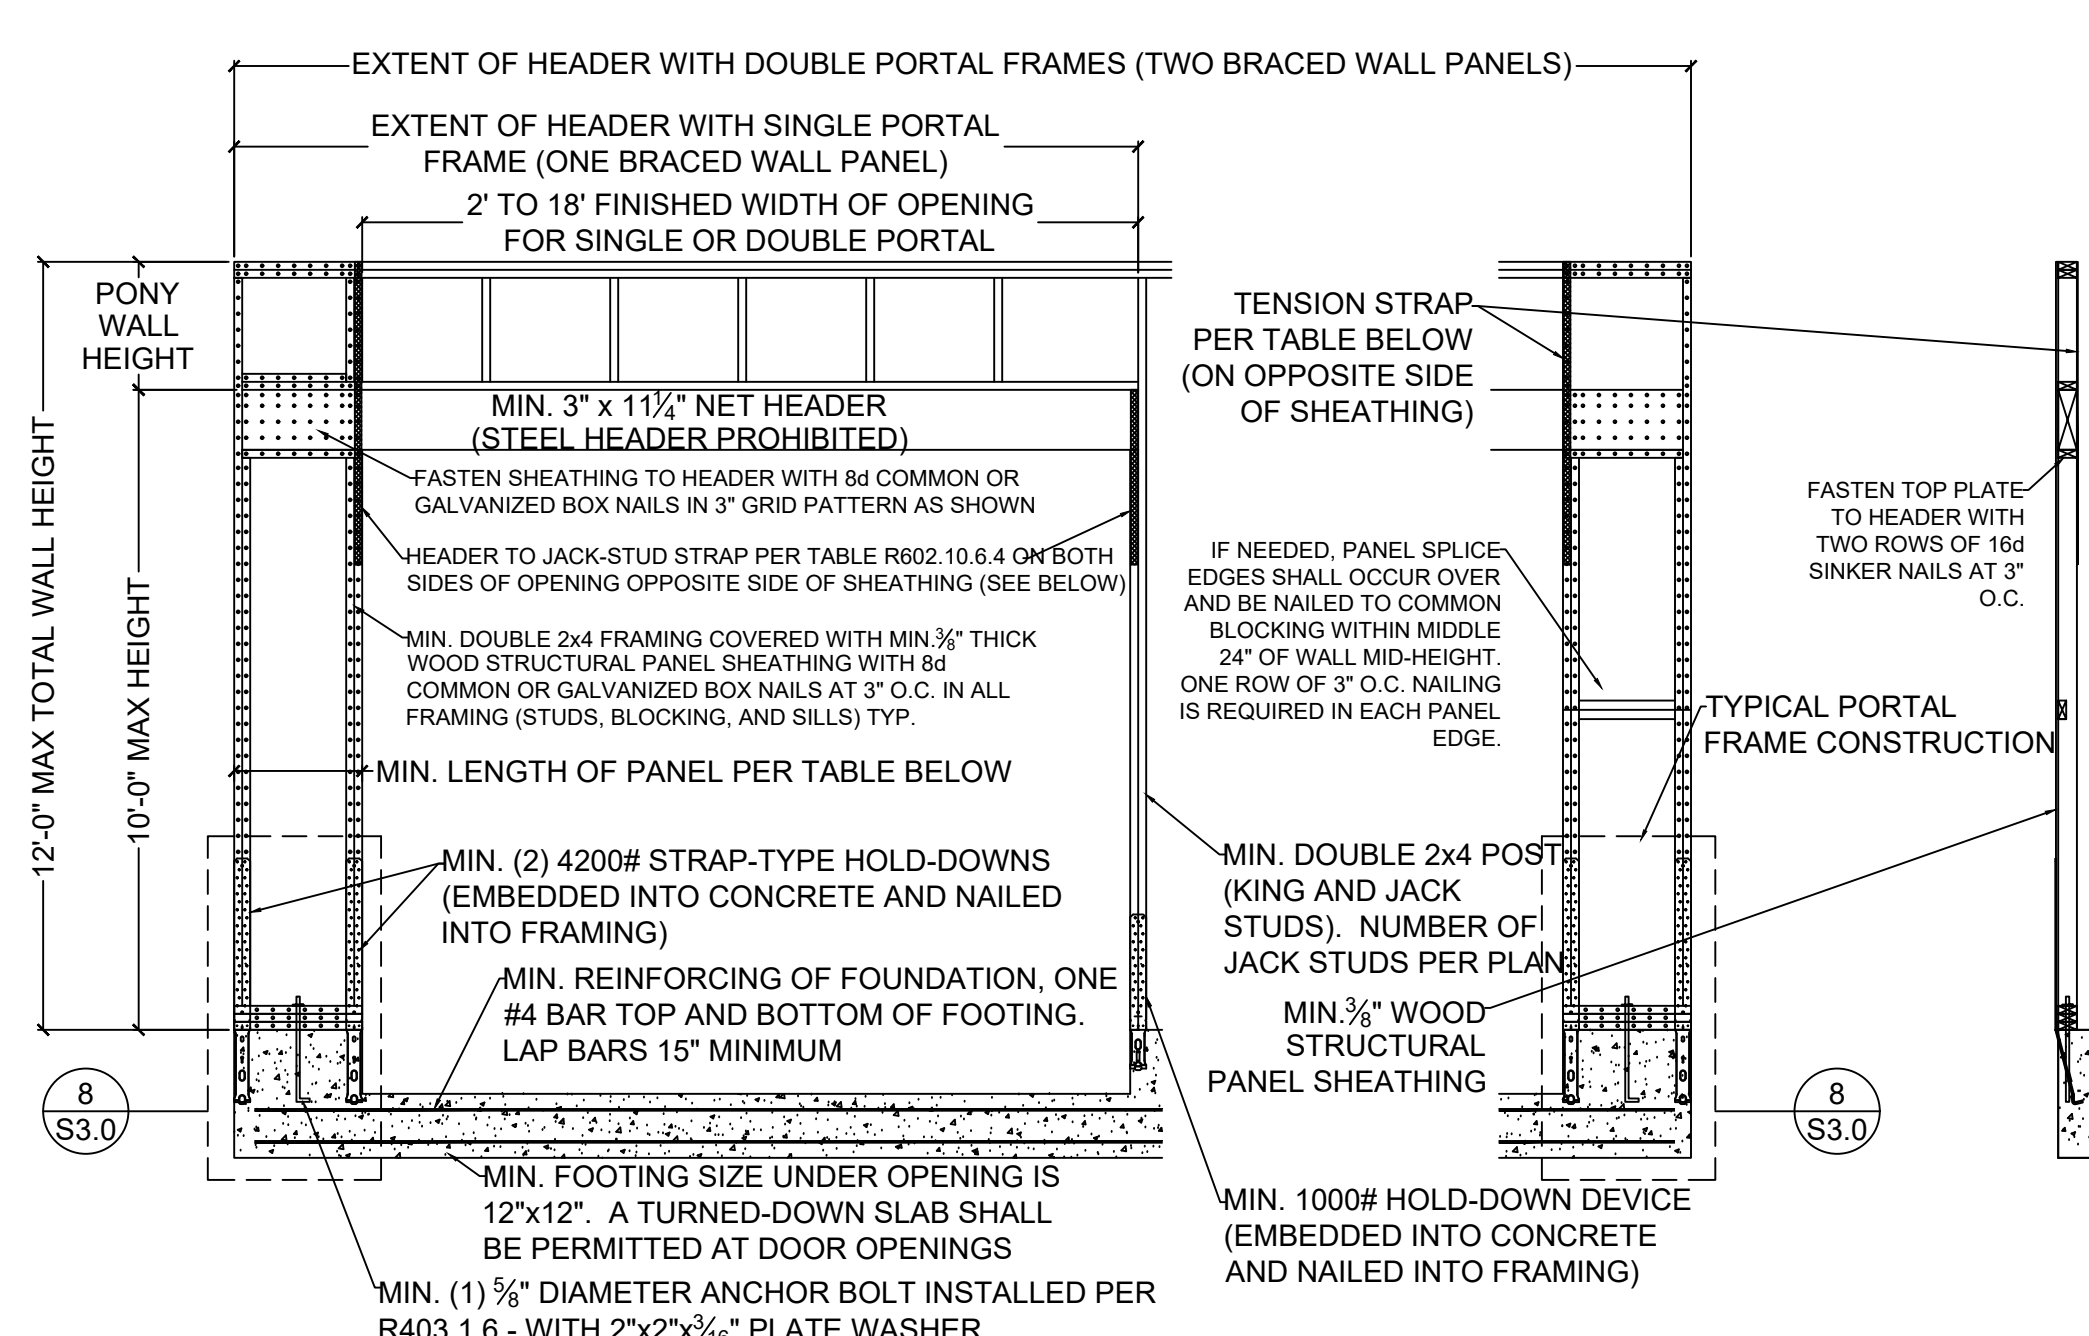 EXTENT OF HEADER WITH DOUBLE PORTAL FRAMES (TWO BRACED WALL PANELS)
EXTENT OF HEADER WITH SINGLE PORTAL
FRAME (ONE BRACED WALL PANEL)
2' TO 18' FINISHED WIDTH OF OPENING
FOR SINGLE OR DOUBLE PORTAL
PONY
WALL
HEIGHT
12'-0" MAX TOTAL WALL HEIGHT
10'-0" MAX HEIGHT
MIN. 3" x 11¼" NET HEADER
(STEEL HEADER PROHIBITED)
FASTEN SHEATHING TO HEADER WITH 8d COMMON OR
GALVANIZED BOX NAILS IN 3" GRID PATTERN AS SHOWN
HEADER TO JACK-STUD STRAP PER TABLE R602.10.6.4 ON BOTH
SIDES OF OPENING OPPOSITE SIDE OF SHEATHING (SEE BELOW)
MIN. DOUBLE 2x4 FRAMING COVERED WITH MIN.⅜" THICK
WOOD STRUCTURAL PANEL SHEATHING WITH 8d
COMMON OR GALVANIZED BOX NAILS AT 3" O.C. IN ALL
FRAMING (STUDS, BLOCKING, AND SILLS) TYP.
MIN. LENGTH OF PANEL PER TABLE BELOW
MIN. (2) 4200# STRAP-TYPE HOLD-DOWNS
(EMBEDDED INTO CONCRETE AND NAILED
INTO FRAMING)
MIN. REINFORCING OF FOUNDATION, ONE
#4 BAR TOP AND BOTTOM OF FOOTING.
LAP BARS 15" MINIMUM
8
S3.0
MIN. FOOTING SIZE UNDER OPENING IS
12"x12".  A TURNED-DOWN SLAB SHALL
BE PERMITTED AT DOOR OPENINGS
MIN. (1) ⅝" DIAMETER ANCHOR BOLT INSTALLED PER
R403.1.6 - WITH 2"x2"x3⁄16" PLATE WASHER
TENSION STRAP
PER TABLE BELOW
(ON OPPOSITE SIDE
OF SHEATHING)
IF NEEDED, PANEL SPLICE
EDGES SHALL OCCUR OVER
AND BE NAILED TO COMMON
BLOCKING WITHIN MIDDLE
24" OF WALL MID-HEIGHT.
ONE ROW OF 3" O.C. NAILING
IS REQUIRED IN EACH PANEL
EDGE.
MIN. DOUBLE 2x4 POST
(KING AND JACK
STUDS).  NUMBER OF
JACK STUDS PER PLAN
MIN.⅜" WOOD
STRUCTURAL
PANEL SHEATHING
MIN. 1000# HOLD-DOWN DEVICE
(EMBEDDED INTO CONCRETE
AND NAILED INTO FRAMING)
FASTEN TOP PLATE
TO HEADER WITH
TWO ROWS OF 16d
SINKER NAILS AT 3"
O.C.
TYPICAL PORTAL
FRAME CONSTRUCTION
8
S3.0